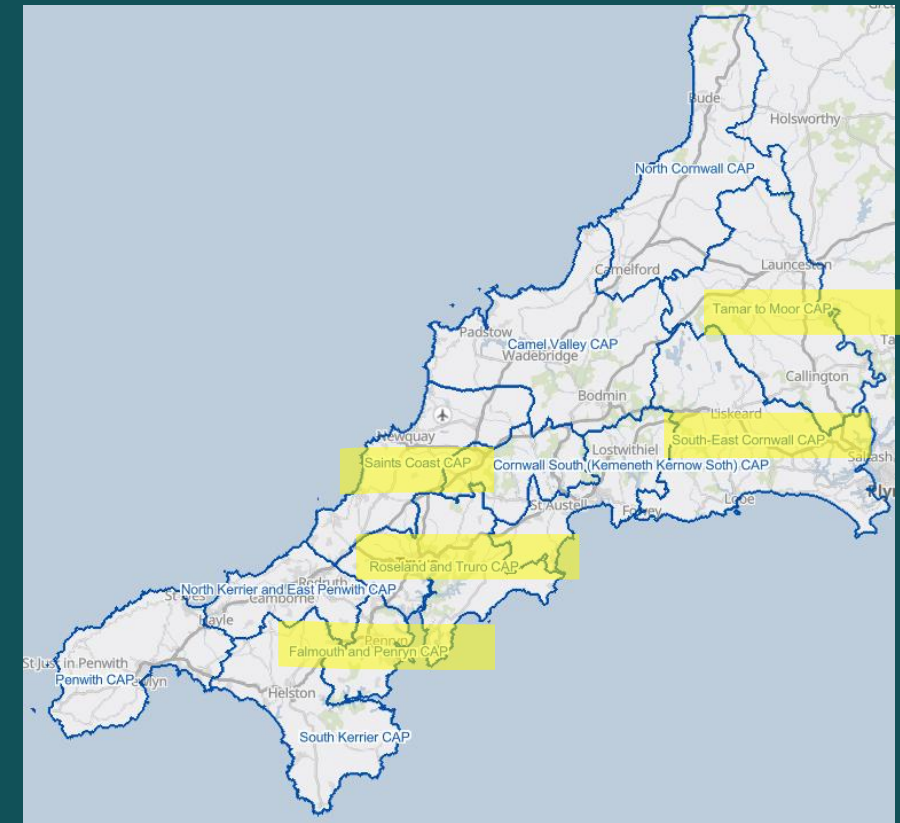 Bude
Holsworthy
North Cornwall CAP
Launceston
Camelford
Tamar to Moor CAP
Padstow
Camel Valley CAP
Wadebridge
Callington
Bodmin
Liskeard
Newquay
South-East Cornwall CAP
Lostwithiel
Saints Coast CAP
Cornwall South (Kemeneth Kernow Soth) CAP
Looe
St Austell
Fowey
Roseland and Truro CAP
Redruth
North Kerrier and East Penwith CAP
St Ives
Camborne
Hayle
Penryn
Falmouth and Penryn CAP
St Just in Penwith
Penwith CAP
Helston
South Kerrier CAP